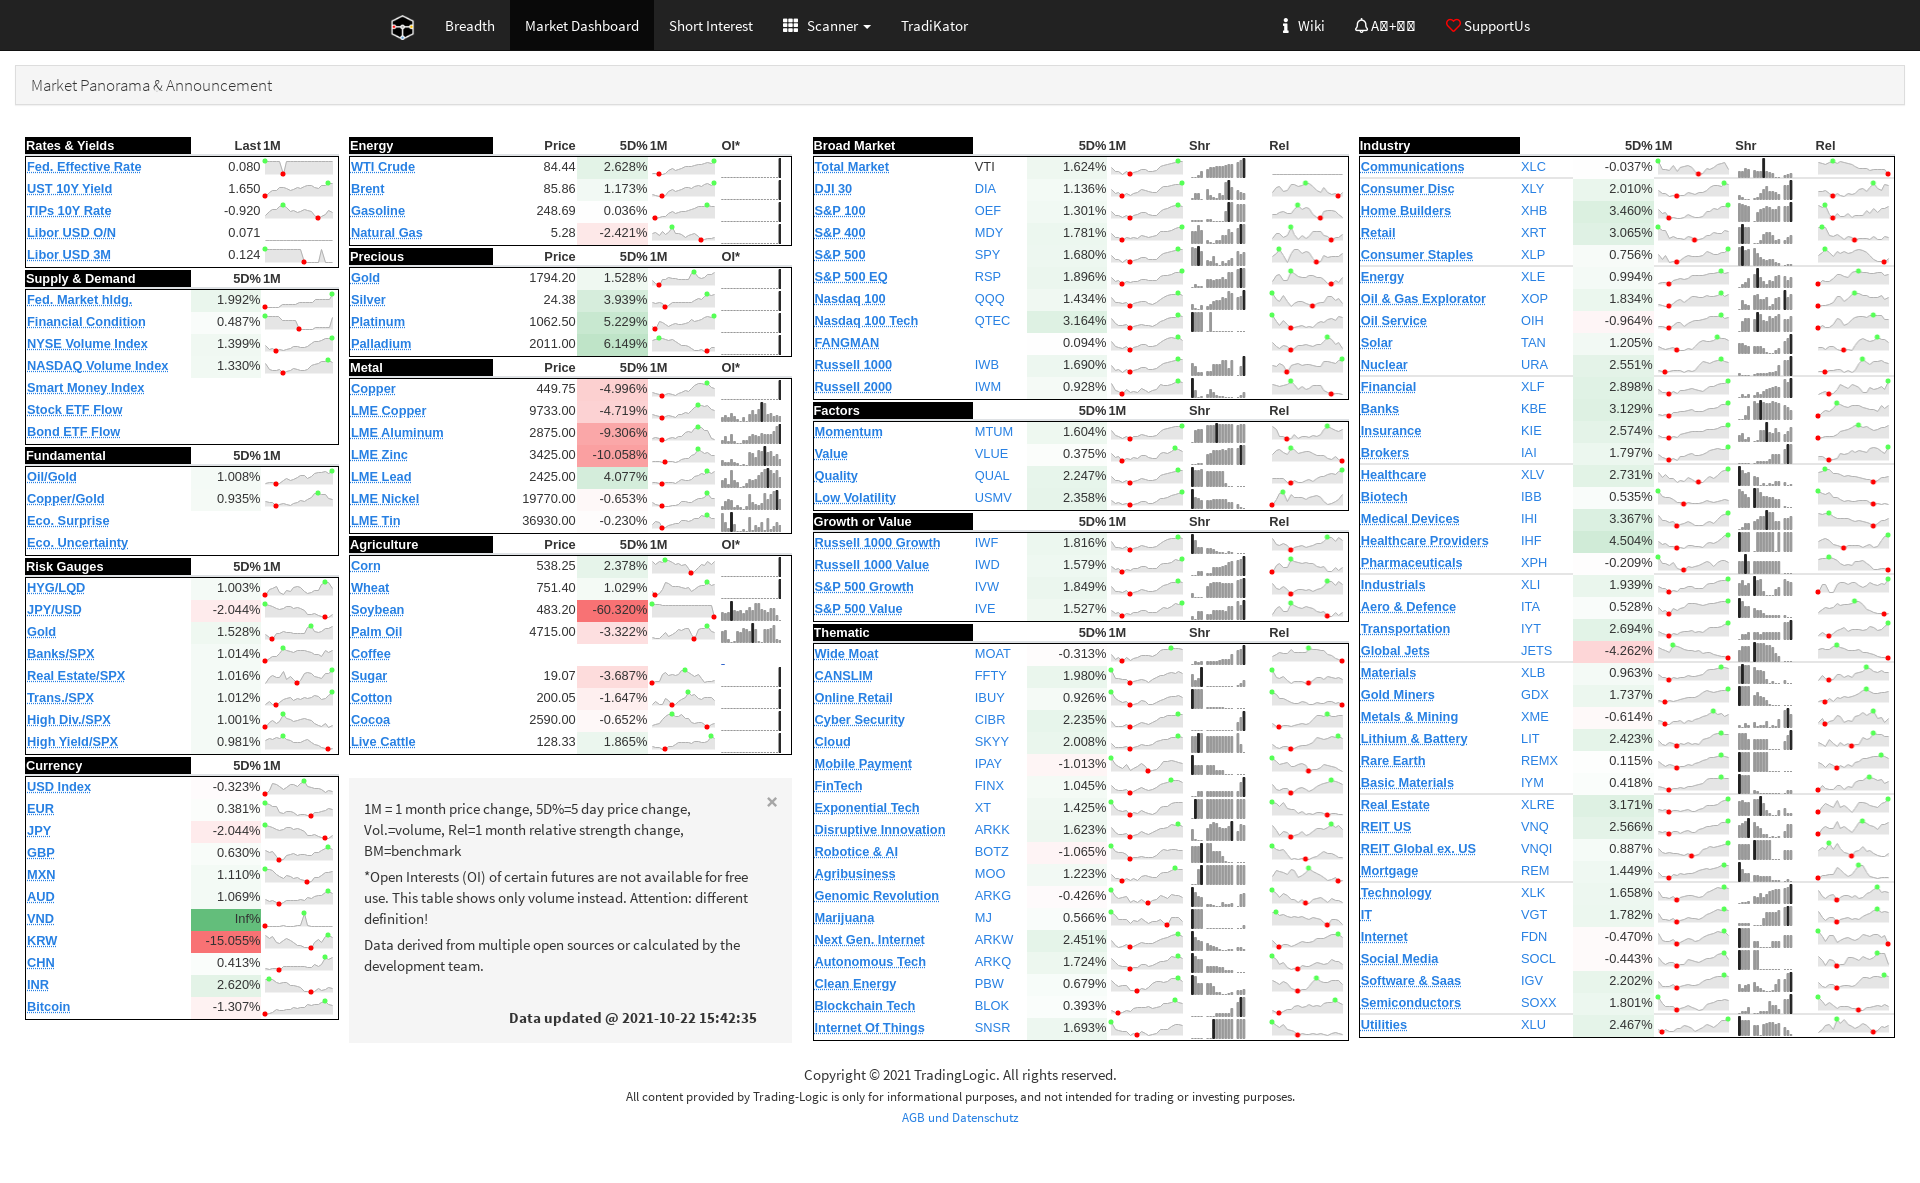 Breadth Market Dashboard Short Interest Scanner TradiKator Wiki SupportUs
Market Panorama & Announcement
Rates & Yields Last 1M
Fed. Effective Rate 0.080
UST 10Y Yield 1.650
TIPs 10Y Rate -0.920
Libor USD O/N 0.071
Libor USD 3M 0.124
Supply & Demand 5D% 1M
Fed. Market hldg. 1.992%
Financial Condition 0.487%
NYSE Volume Index 1.399%
NASDAQ Volume Index 1.330%
Smart Money Index
Stock ETF Flow
Bond ETF Flow
Fundamental 5D% 1M
Oil/Gold 1.008%
Copper/Gold 0.935%
Eco. Surprise
Eco. Uncertainty
Risk Gauges 5D% 1M
HYG/LQD 1.003%
JPY/USD -2.044%
Gold 1.528%
Banks/SPX 1.014%
Real Estate/SPX 1.016%
Trans./SPX 1.012%
High Div./SPX 1.001%
High Yield/SPX 0.981%
Currency 5D% 1M
USD Index -0.323%
EUR 0.381%
JPY -2.044%
GBP 0.630%
MXN 1.110%
AUD 1.069%
VND Inf%
KRW -15.055%
CHN 0.413%
INR 2.620%
Bitcoin -1.307%
Energy Price 5D% 1M OI*
WTI Crude 84.44 2.628%
Brent 85.86 1.173%
Gasoline 248.69 0.036%
Natural Gas 5.28 -2.421%
Precious Price 5D% 1M OI*
Gold 1794.20 1.528%
Silver 24.38 3.939%
Platinum 1062.50 5.229%
Palladium 2011.00 6.149%
Metal Price 5D% 1M OI*
Copper 449.75 -4.996%
LME Copper 9733.00 -4.719%
LME Aluminum 2875.00 -9.306%
LME Zinc 3425.00 -10.058%
LME Lead 2425.00 4.077%
LME Nickel 19770.00 -0.653%
LME Tin 36930.00 -0.230%
Agriculture Price 5D% 1M OI*
Corn 538.25 2.378%
Wheat 751.40 1.029%
Soybean 483.20 -60.320%
Palm Oil 4715.00 -3.322%
Coffee
Sugar 19.07 -3.687%
Cotton 200.05 -1.647%
Cocoa 2590.00 -0.652%
Live Cattle 128.33 1.865%
×
1M = 1 month price change, 5D%=5 day price change,
Vol.=volume, Rel=1 month relative strength change,
BM=benchmark
*Open Interests (OI) of certain futures are not available for free
use. This table shows only volume instead. Attention: different
definition!
Data derived from multiple open sources or calculated by the
development team.
Data updated @ 2021-10-22 15:42:35
Broad Market 5D% 1M Shr Rel
Total Market VTI 1.624%
DJI 30 DIA 1.136%
S&P 100 OEF 1.301%
S&P 400 MDY 1.781%
S&P 500 SPY 1.680%
S&P 500 EQ RSP 1.896%
Nasdaq 100 QQQ 1.434%
Nasdaq 100 Tech QTEC 3.164%
FANGMAN 0.094%
Russell 1000 IWB 1.690%
Russell 2000 IWM 0.928%
Factors 5D% 1M Shr Rel
Momentum MTUM 1.604%
Value VLUE 0.375%
Quality QUAL 2.247%
Low Volatility USMV 2.358%
Growth or Value 5D% 1M Shr Rel
Russell 1000 Growth IWF 1.816%
Russell 1000 Value IWD 1.579%
S&P 500 Growth IVW 1.849%
S&P 500 Value IVE 1.527%
Thematic 5D% 1M Shr Rel
Wide Moat MOAT -0.313%
CANSLIM FFTY 1.980%
Online Retail IBUY 0.926%
Cyber Security CIBR 2.235%
Cloud SKYY 2.008%
Mobile Payment IPAY -1.013%
FinTech FINX 1.045%
Exponential Tech XT 1.425%
Disruptive Innovation ARKK 1.623%
Robotice & AI BOTZ -1.065%
Agribusiness MOO 1.223%
Genomic Revolution ARKG -0.426%
Marijuana MJ 0.566%
Next Gen. Internet ARKW 2.451%
Autonomous Tech ARKQ 1.724%
Clean Energy PBW 0.679%
Blockchain Tech BLOK 0.393%
Internet Of Things SNSR 1.693%
Industry 5D% 1M Shr Rel
Communications XLC -0.037%
Consumer Disc XLY 2.010%
Home Builders XHB 3.460%
Retail XRT 3.065%
Consumer Staples XLP 0.756%
Energy XLE 0.994%
Oil & Gas Explorator XOP 1.834%
Oil Service OIH -0.964%
Solar TAN 1.205%
Nuclear URA 2.551%
Financial XLF 2.898%
Banks KBE 3.129%
Insurance KIE 2.574%
Brokers IAI 1.797%
Healthcare XLV 2.731%
Biotech IBB 0.535%
Medical Devices IHI 3.367%
Healthcare Providers IHF 4.504%
Pharmaceuticals XPH -0.209%
Industrials XLI 1.939%
Aero & Defence ITA 0.528%
Transportation IYT 2.694%
Global Jets JETS -4.262%
Materials XLB 0.963%
Gold Miners GDX 1.737%
Metals & Mining XME -0.614%
Lithium & Battery LIT 2.423%
Rare Earth REMX 0.115%
Basic Materials IYM 0.418%
Real Estate XLRE 3.171%
REIT US VNQ 2.566%
REIT Global ex. US VNQI 0.887%
Mortgage REM 1.449%
Technology XLK 1.658%
IT VGT 1.782%
Internet FDN -0.470%
Social Media SOCL -0.443%
Software & Saas IGV 2.202%
Semiconductors SOXX 1.801%
Utilities XLU 2.467%
Copyright © 2021 TradingLogic. All rights reserved.
All content provided by Trading-Logic is only for informational purposes, and not intended for trading or investing purposes.
AGB und Datenschutz